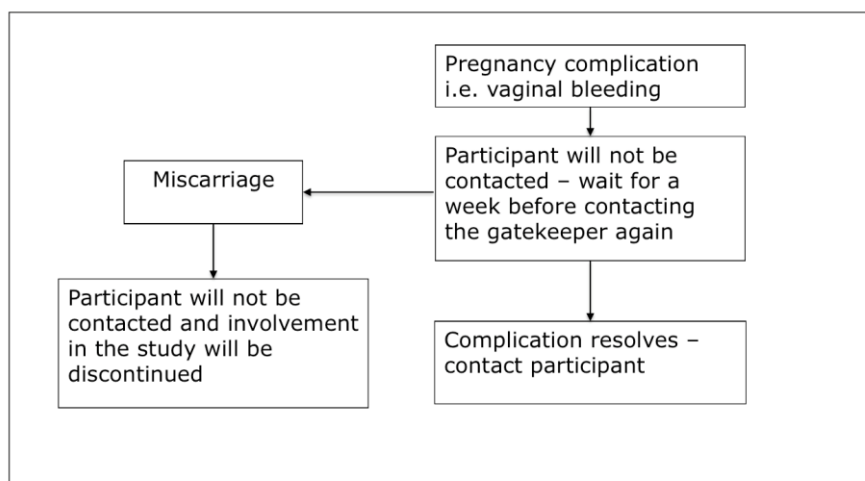 Pregnancy complication
i.e. vaginal bleeding
Participant will not be
contacted – wait for a
week before contacting
the gatekeeper again
Miscarriage
Participant will not be
contacted and involvement
in the study will be
discontinued
Complication resolves –
contact participant